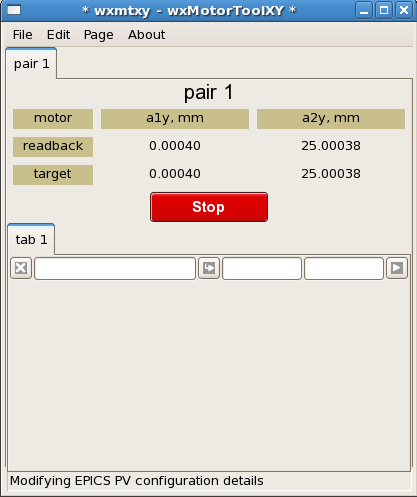 * wxmtxy - wxMotorToolXY *
File Edit Page About
pair 1
pair 1
motor a1y, mm a2y, mm
readback 0.00040 25.00038
target 0.00040 25.00038
Stop
tab 1
Modifying EPICS PV configuration details